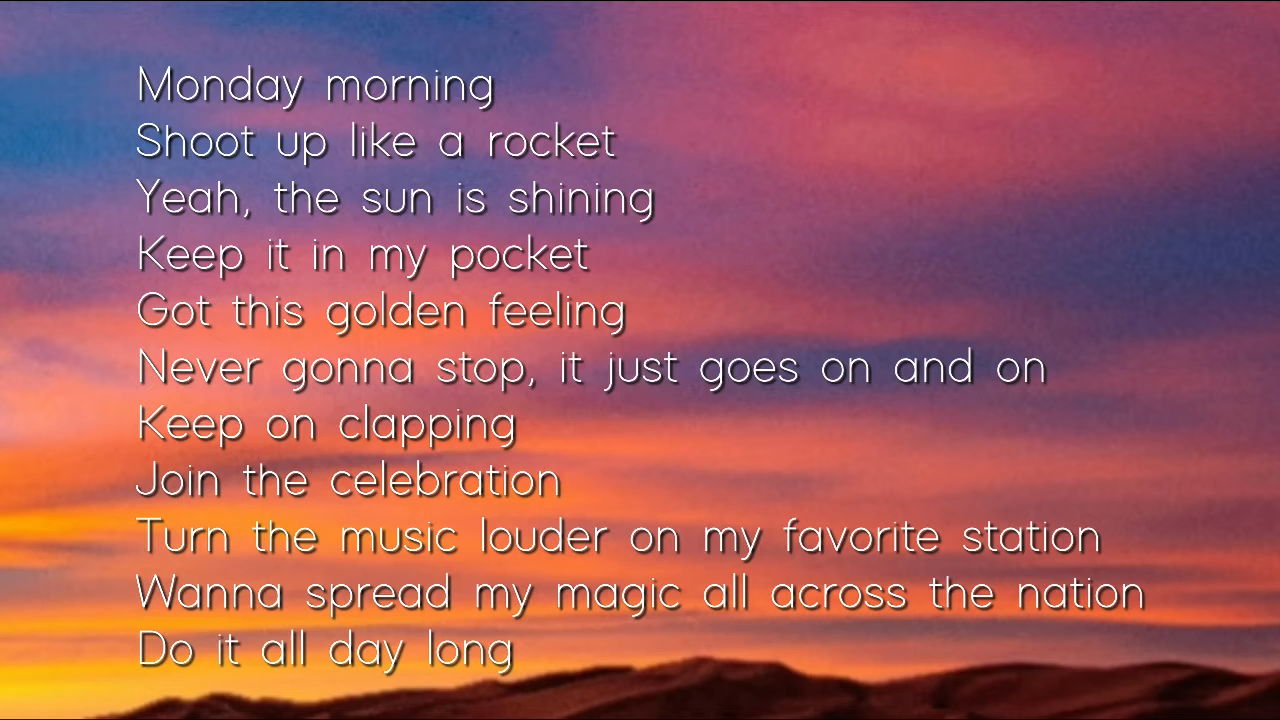 Monday morning
Shoot up like a rocket
Yeah, the sun is shining
Keep it in my pocket
Got this golden feeling
Never gonna stop, it just goes on and on
Keep on clapping
Join the celebration
Turn the music louder on my favorite station
Wanna spread my magic all across the nation
Do it all day long